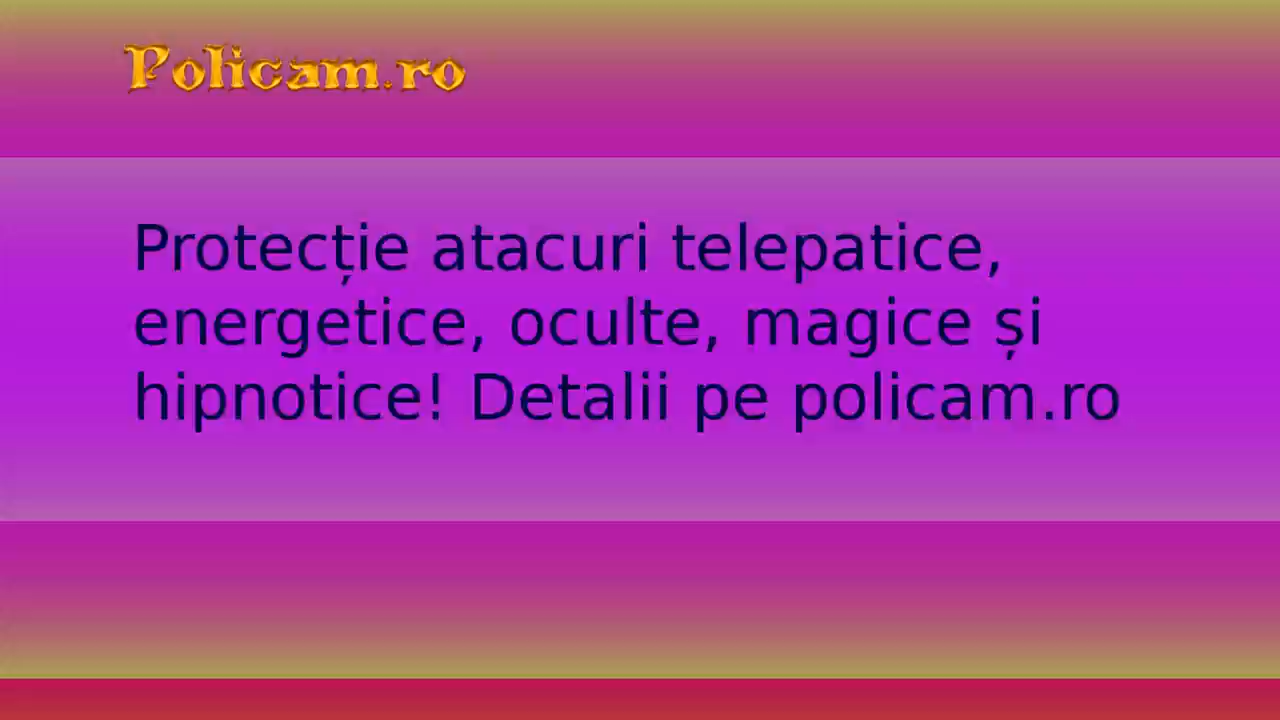 Policam.ro
Protecție atacuri telepatice,
energetice, oculte, magice și
hipnotice! Detalii pe policam.ro